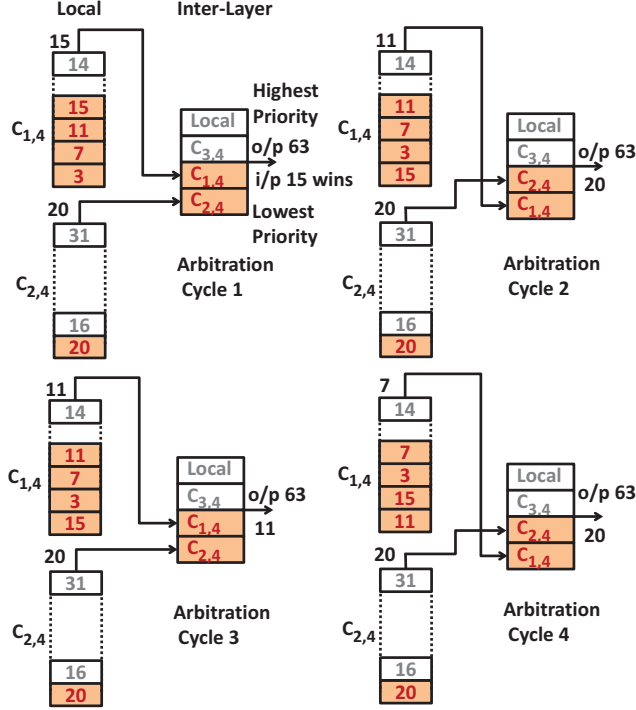 Local
Inter-Layer
15
14
15
11
7
3
C1,4
20
31
C2,4
16
20
Highest
Priority
Local
C3,4
C1,4
C2,4
o/p 63
i/p 15 wins
Lowest
Priority
Arbitration
Cycle 1
11
14
11
7
3
15
C1,4
20
31
C2,4
16
20
Local
C3,4
C2,4
C1,4
o/p 63
20
Arbitration
Cycle 2
11
14
11
7
3
15
C1,4
20
31
C2,4
16
20
Local
C3,4
C1,4
C2,4
o/p 63
11
Arbitration
Cycle 3
7
14
7
3
15
11
C1,4
20
31
C2,4
16
20
Local
C3,4
C2,4
C1,4
o/p 63
20
Arbitration
Cycle 4